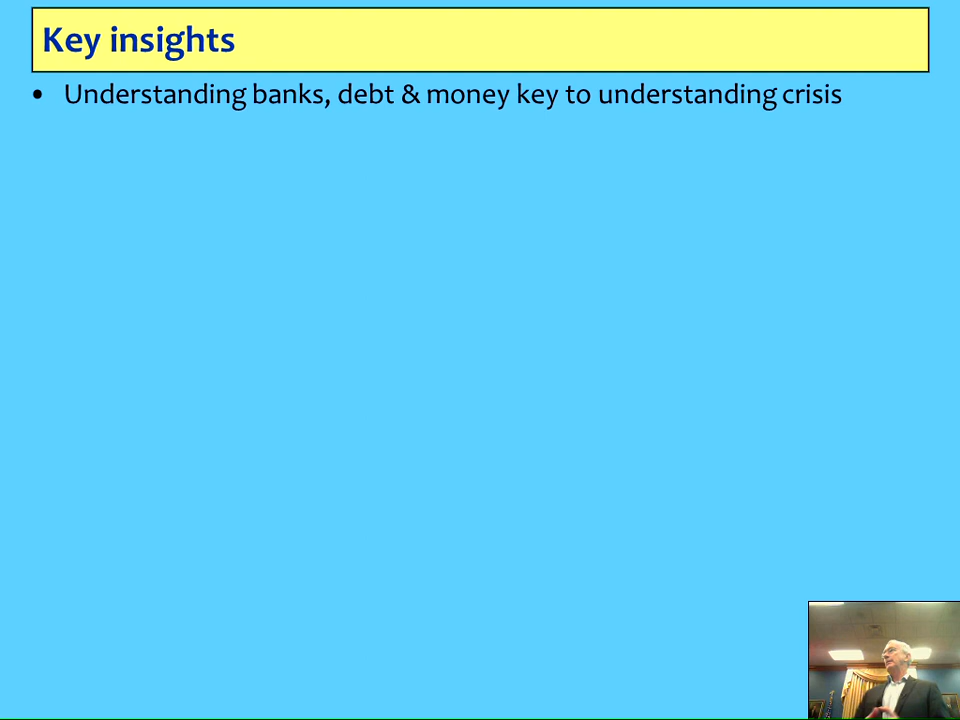 Key insights
• Understanding banks, debt & money key to understanding crisis